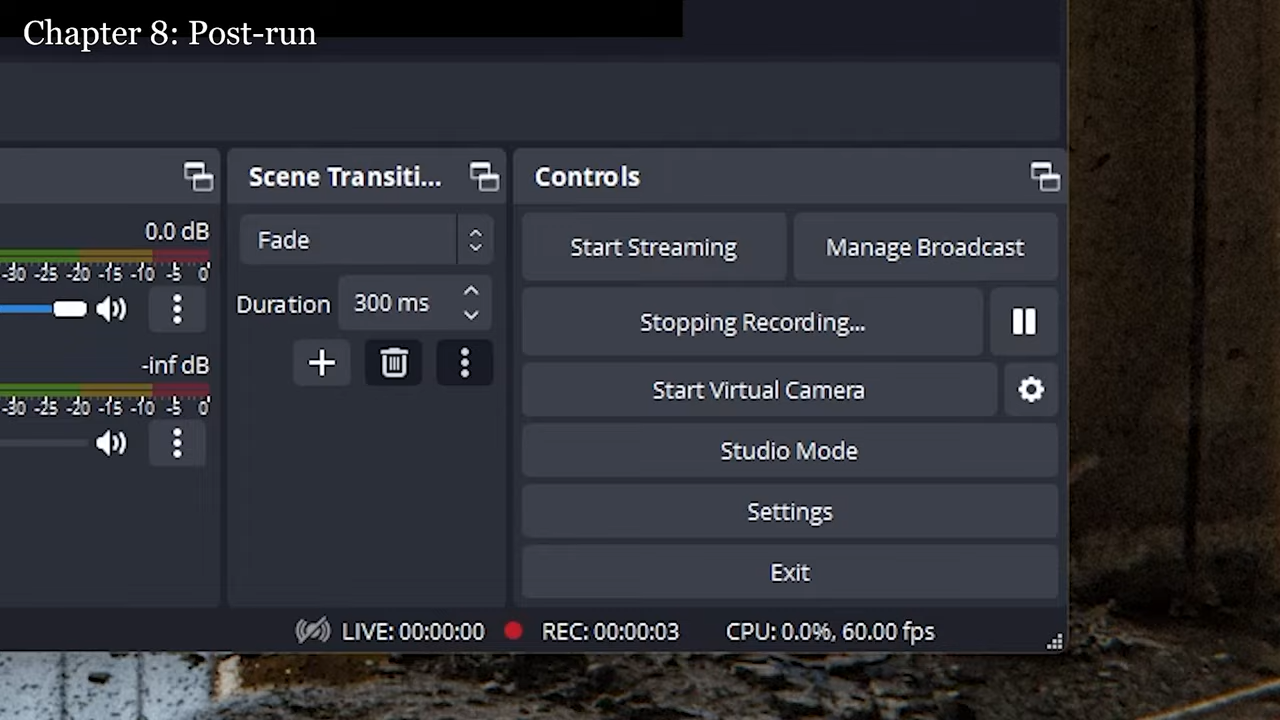 Chapter 8: Post-run
Scene Transiti...
Controls
0.0 dB
-30 -25 -20 -15 -10 -5 0
-inf dB
-30 -25 -20 -15 -10 -5 0
Fade
Duration 300 ms
Start Streaming
Manage Broadcast
Stopping Recording...
Start Virtual Camera
Studio Mode
Settings
Exit
LIVE: 00:00:00 REC: 00:00:03 CPU: 0.0%, 60.00 fps